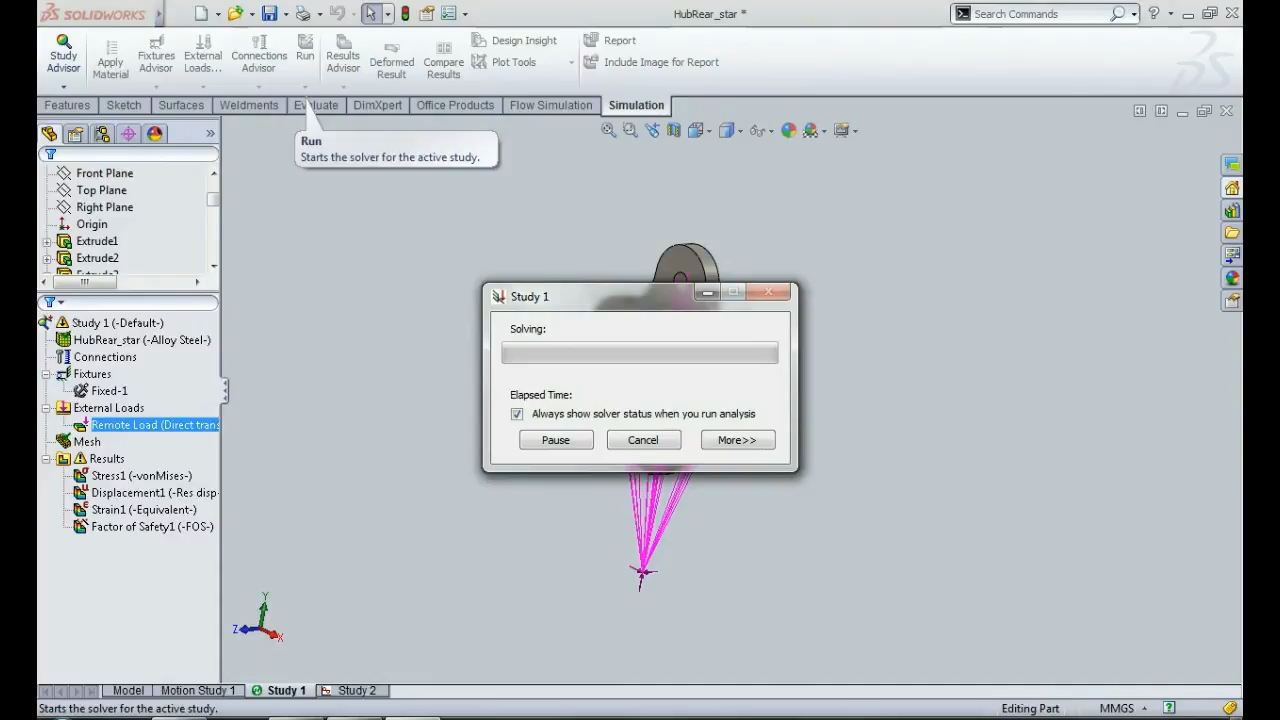 SOLIDWORKS
HubRear_star *
Search Commands
Study Advisor
Apply Material
Fixtures Advisor
External Loads...
Connections Advisor
Run
Results Advisor
Deformed Result
Compare Results
Design Insight
Plot Tools
Report
Include Image for Report
Features
Sketch
Surfaces
Weldments
Evaluate
DimXpert
Office Products
Flow Simulation
Simulation
Run
Starts the solver for the active study.
Front Plane
Top Plane
Right Plane
Origin
Extrude1
Extrude2
Study 1 (-Default-)
HubRear_star (-Alloy Steel-)
Connections
Fixtures
Fixed-1
External Loads
Remote Load (Direct trans
Mesh
Results
Stress1 (-vonMises-)
Displacement1 (-Res disp-
Strain1 (-Equivalent-)
Factor of Safety1 (-FOS-)
Study 1
Solving:
Elapsed Time:
Always show solver status when you run analysis
Pause
Cancel
More>>
Y
Z
X
Model
Motion Study 1
Study 1
Study 2
Starts the solver for the active study.
Editing Part
MMGS